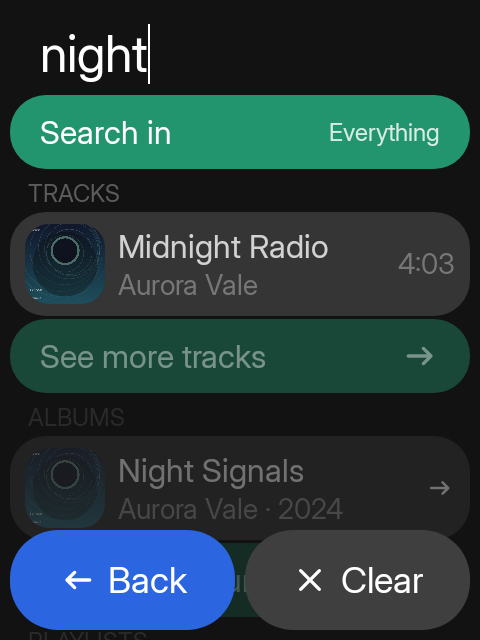 night
Search in Everything
TRACKS
Midnight Radio
Aurora Vale
4:03
See more tracks
ALBUMS
Night Signals
Aurora Vale · 2024
Back
Clear
PLAYLISTS